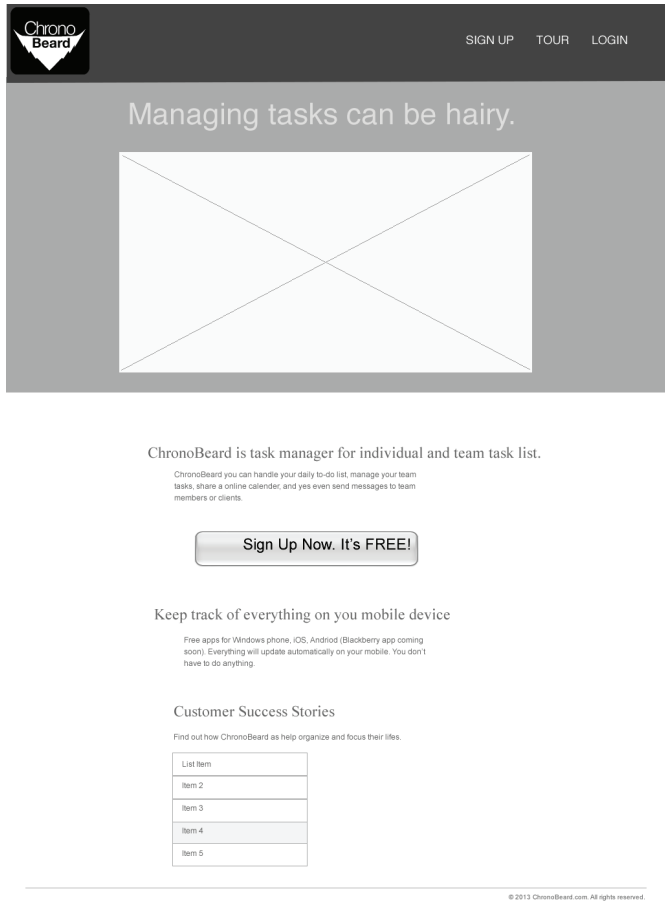 Chrono
Beard
SIGN UP TOUR LOGIN
Managing tasks can be hairy.
ChronoBeard is task manager for individual and team task list.
ChronoBeard you can handle your daily to-do list, manage your team
tasks, share a online calender, and yes even send messages to team
members or clients.
Sign Up Now. It's FREE!
Keep track of everything on you mobile device
Free apps for Windows phone, iOS, Andriod (Blackberry app coming
soon). Everything will update automatically on your mobile. You don't
have to do anything.
Customer Success Stories
Find out how ChronoBeard as help organize and focus their lifes.
List Item
Item 2
Item 3
Item 4
Item 5
© 2013 ChronoBeard.com. All rights reserved.